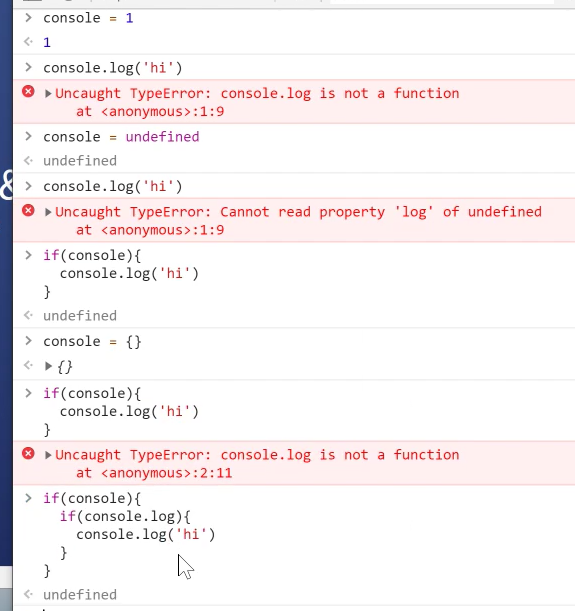 > console = 1
<· 1
> console.log('hi')
▶Uncaught TypeError: console.log is not a function
at <anonymous>:1:9
> console = undefined
<· undefined
> console.log('hi')
▶Uncaught TypeError: Cannot read property 'log' of undefined
at <anonymous>:1:9
> if(console){
console.log('hi')
}
<· undefined
> console = {}
<· ▶{}
> if(console){
console.log('hi')
}
▶Uncaught TypeError: console.log is not a function
at <anonymous>:2:11
> if(console){
if(console.log){
console.log('hi')
}
}
<· undefined
&